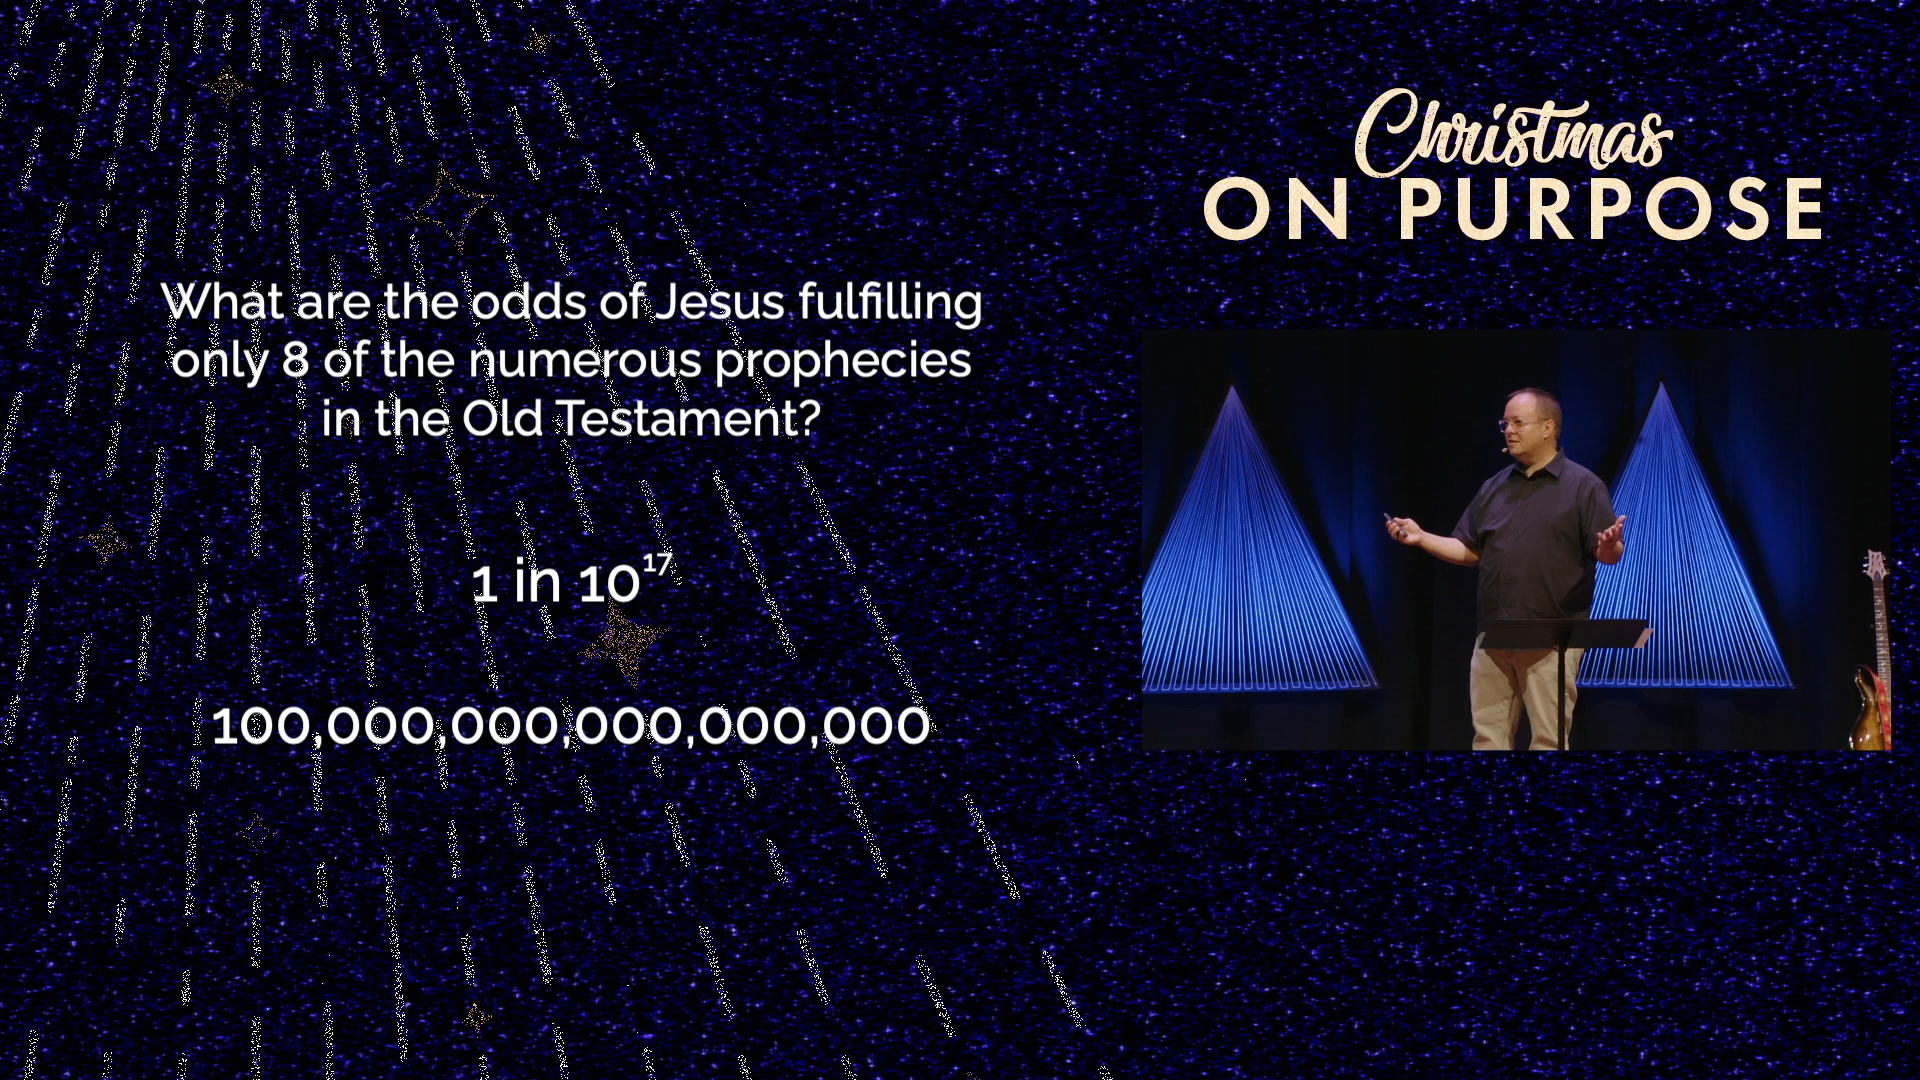 Christmas
ON PURPOSE
What are the odds of Jesus fulfilling
only 8 of the numerous prophecies
in the Old Testament?
1 in 10¹⁷
100,000,000,000,000,000